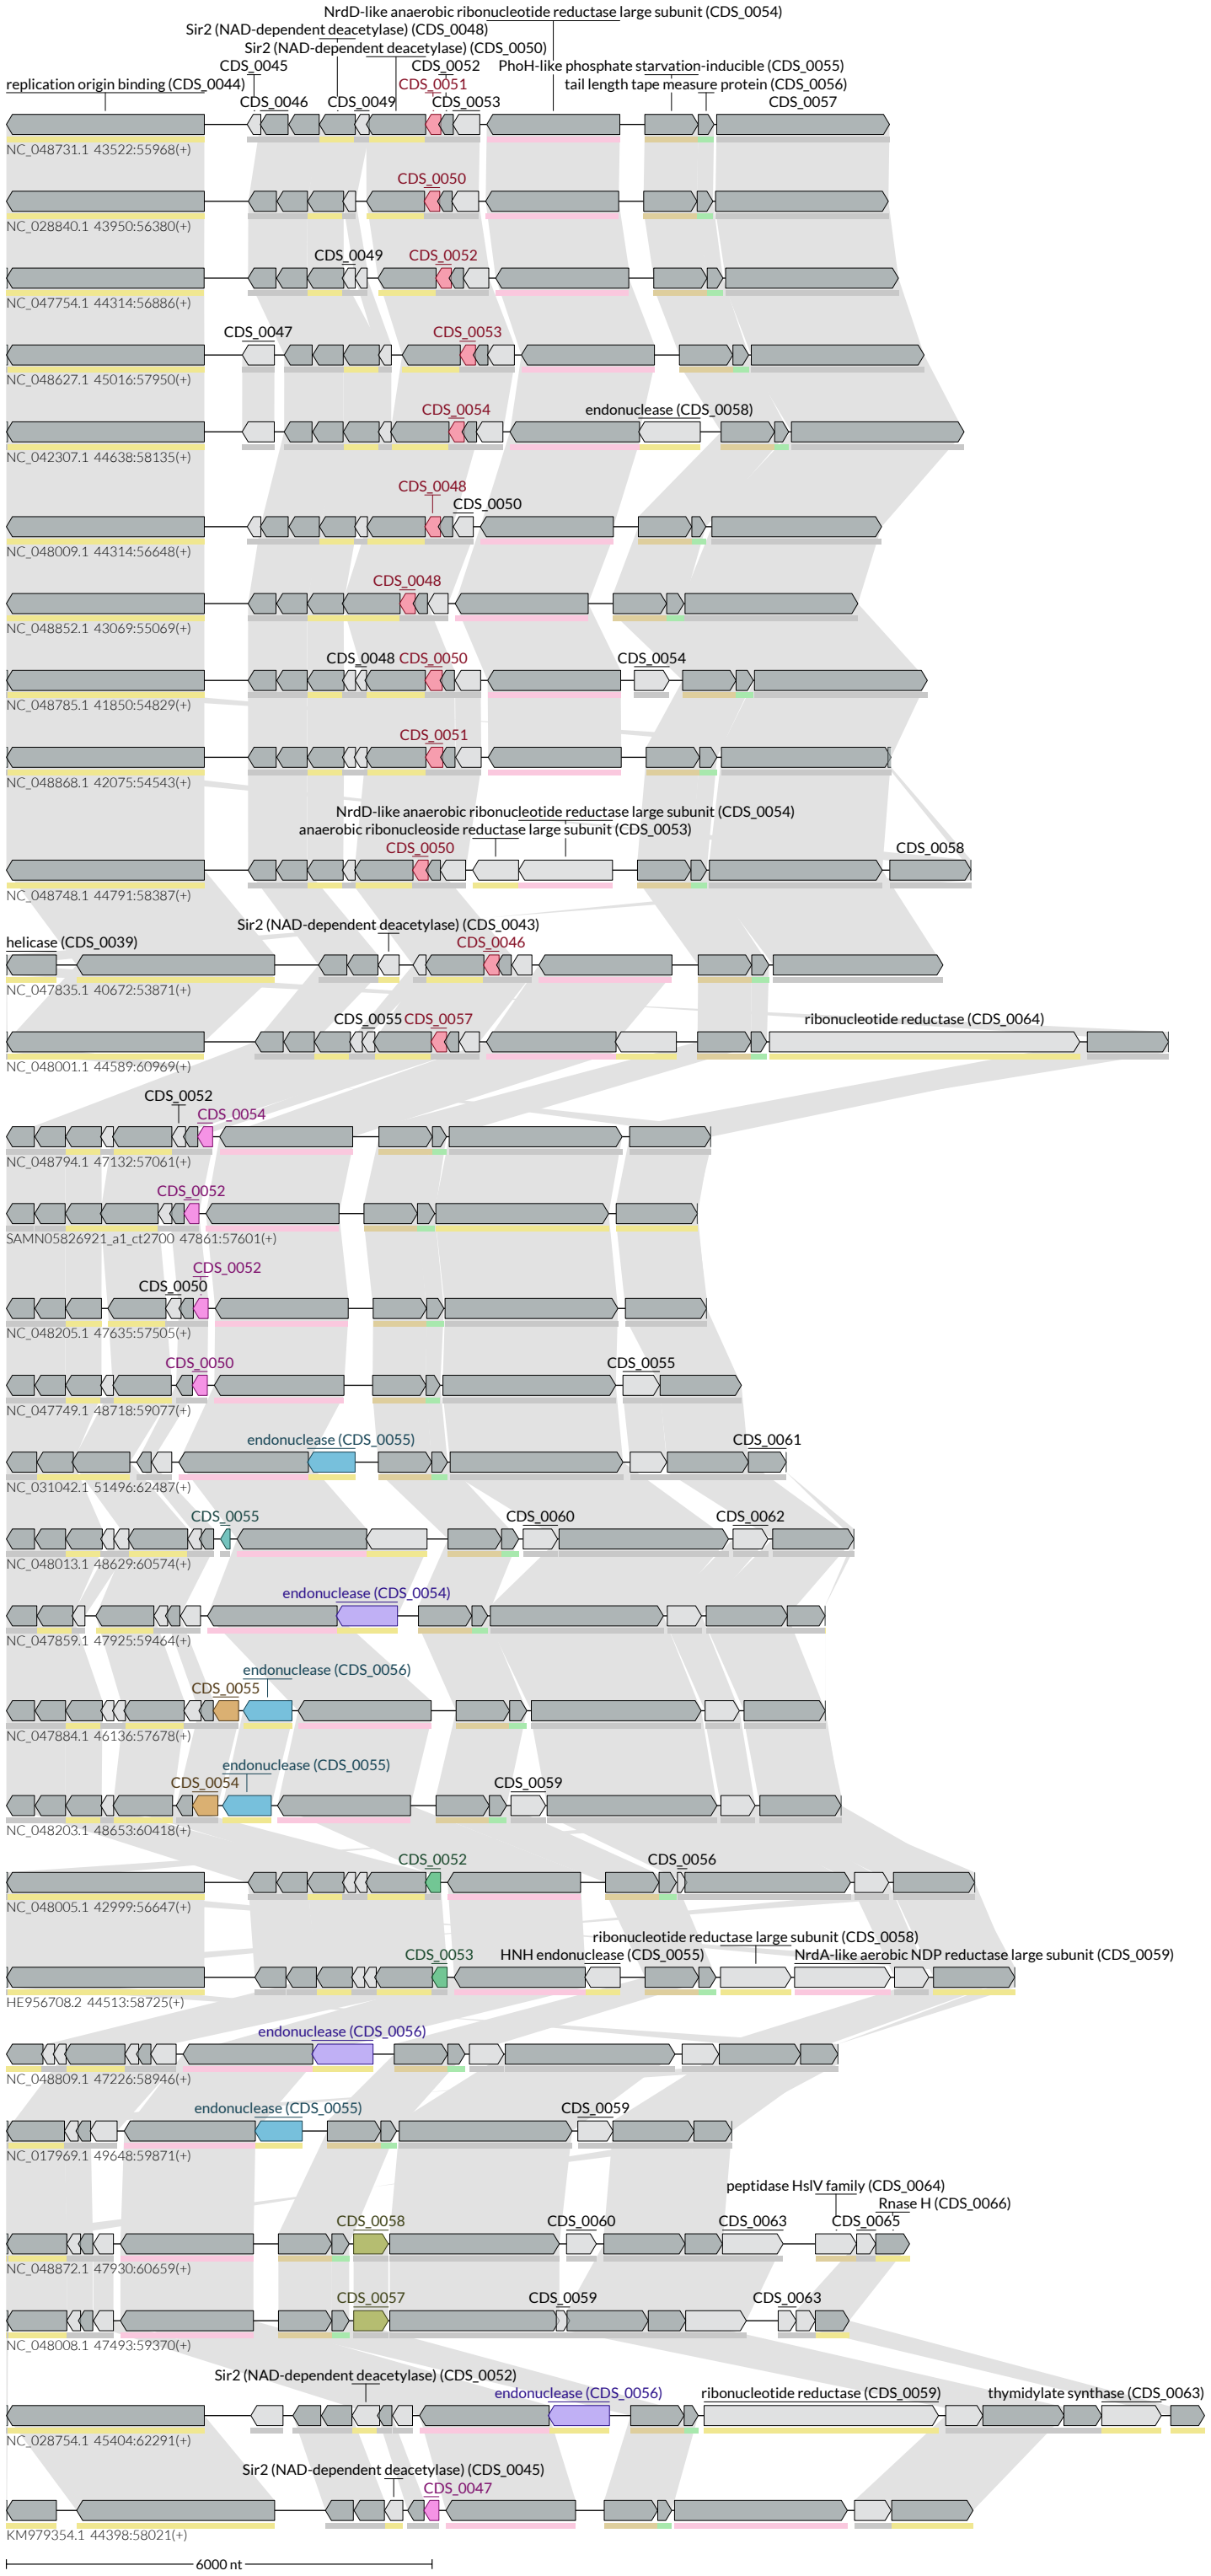 NrdD-like anaerobic ribonucleotide reductase large subunit (CDS_0054)
Sir2 (NAD-dependent deacetylase) (CDS_0048)
Sir2 (NAD-dependent deacetylase) (CDS_0050)
CDS_0045 CDS_0052 PhoH-like phosphate starvation-inducible (CDS_0055)
replication origin binding (CDS_0044) CDS_0051 tail length tape measure protein (CDS_0056)
CDS_0046 CDS_0049 CDS_0053 CDS_0057
NC_048731.1 43522:55968(+)
CDS_0050
NC_028840.1 43950:56380(+)
CDS_0049 CDS_0052
NC_047754.1 44314:56886(+)
CDS_0047 CDS_0053
NC_048627.1 45016:57950(+)
CDS_0054 endonuclease (CDS_0058)
NC_042307.1 44638:58135(+)
CDS_0048
CDS_0050
NC_048009.1 44314:56648(+)
CDS_0048
NC_048852.1 43069:55069(+)
CDS_0048 CDS_0050 CDS_0054
NC_048785.1 41850:54829(+)
CDS_0051
NC_048868.1 42075:54543(+)
NrdD-like anaerobic ribonucleotide reductase large subunit (CDS_0054)
anaerobic ribonucleoside reductase large subunit (CDS_0053)
CDS_0050 CDS_0058
NC_048748.1 44791:58387(+)
Sir2 (NAD-dependent deacetylase) (CDS_0043)
helicase (CDS_0039) CDS_0046
NC_047835.1 40672:53871(+)
CDS_0055 CDS_0057 ribonucleotide reductase (CDS_0064)
NC_048001.1 44589:60969(+)
CDS_0052
CDS_0054
NC_048794.1 47132:57061(+)
CDS_0052
SAMN05826921_a1_ct2700 47861:57601(+)
CDS_0052
CDS_0050
NC_048205.1 47635:57505(+)
CDS_0050 CDS_0055
NC_047749.1 48718:59077(+)
endonuclease (CDS_0055) CDS_0061
NC_031042.1 51496:62487(+)
CDS_0055 CDS_0060 CDS_0062
NC_048013.1 48629:60574(+)
endonuclease (CDS_0054)
NC_047859.1 47925:59464(+)
endonuclease (CDS_0056)
CDS_0055
NC_047884.1 46136:57678(+)
endonuclease (CDS_0055)
CDS_0054 CDS_0059
NC_048203.1 48653:60418(+)
CDS_0052 CDS_0056
NC_048005.1 42999:56647(+)
ribonucleotide reductase large subunit (CDS_0058)
CDS_0053 HNH endonuclease (CDS_0055) NrdA-like aerobic NDP reductase large subunit (CDS_0059)
HE956708.2 44513:58725(+)
endonuclease (CDS_0056)
NC_048809.1 47226:58946(+)
endonuclease (CDS_0055) CDS_0059
NC_017969.1 49648:59871(+)
peptidase HslV family (CDS_0064)
Rnase H (CDS_0066)
CDS_0058 CDS_0060 CDS_0063 CDS_0065
NC_048872.1 47930:60659(+)
CDS_0057 CDS_0059 CDS_0063
NC_048008.1 47493:59370(+)
Sir2 (NAD-dependent deacetylase) (CDS_0052)
endonuclease (CDS_0056) ribonucleotide reductase (CDS_0059) thymidylate synthase (CDS_0063)
NC_028754.1 45404:62291(+)
Sir2 (NAD-dependent deacetylase) (CDS_0045)
CDS_0047
KM979354.1 44398:58021(+)
6000 nt